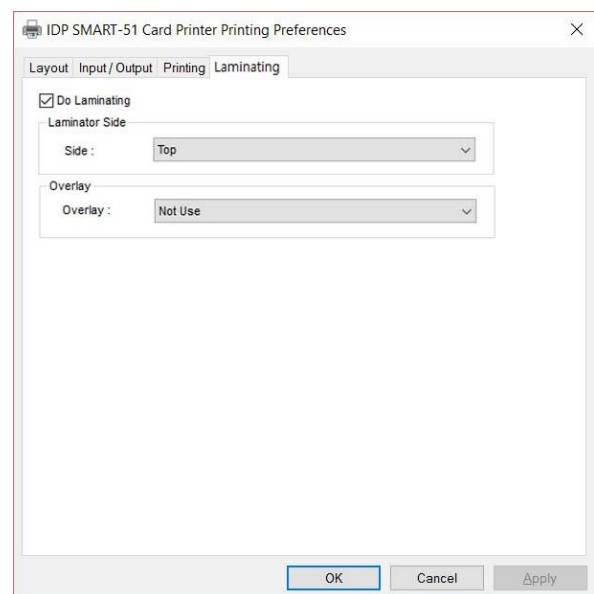 IDP SMART-51 Card Printer Printing Preferences
Layout Input / Output Printing Laminating
Do Laminating
Laminator Side
Side : Top
Overlay
Overlay : Not Use
OK Cancel Apply